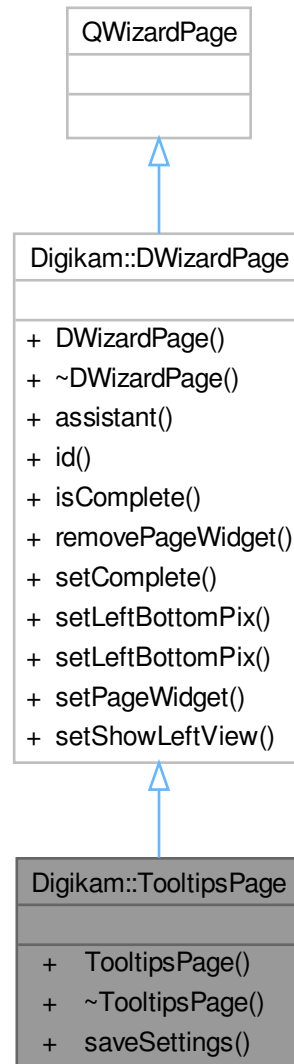 QWizardPage
Digikam::DWizardPage
+ DWizardPage()
+ ~DWizardPage()
+ assistant()
+ id()
+ isComplete()
+ removePageWidget()
+ setComplete()
+ setLeftBottomPix()
+ setLeftBottomPix()
+ setPageWidget()
+ setShowLeftView()
Digikam::TooltipsPage
+ TooltipsPage()
+ ~TooltipsPage()
+ saveSettings()